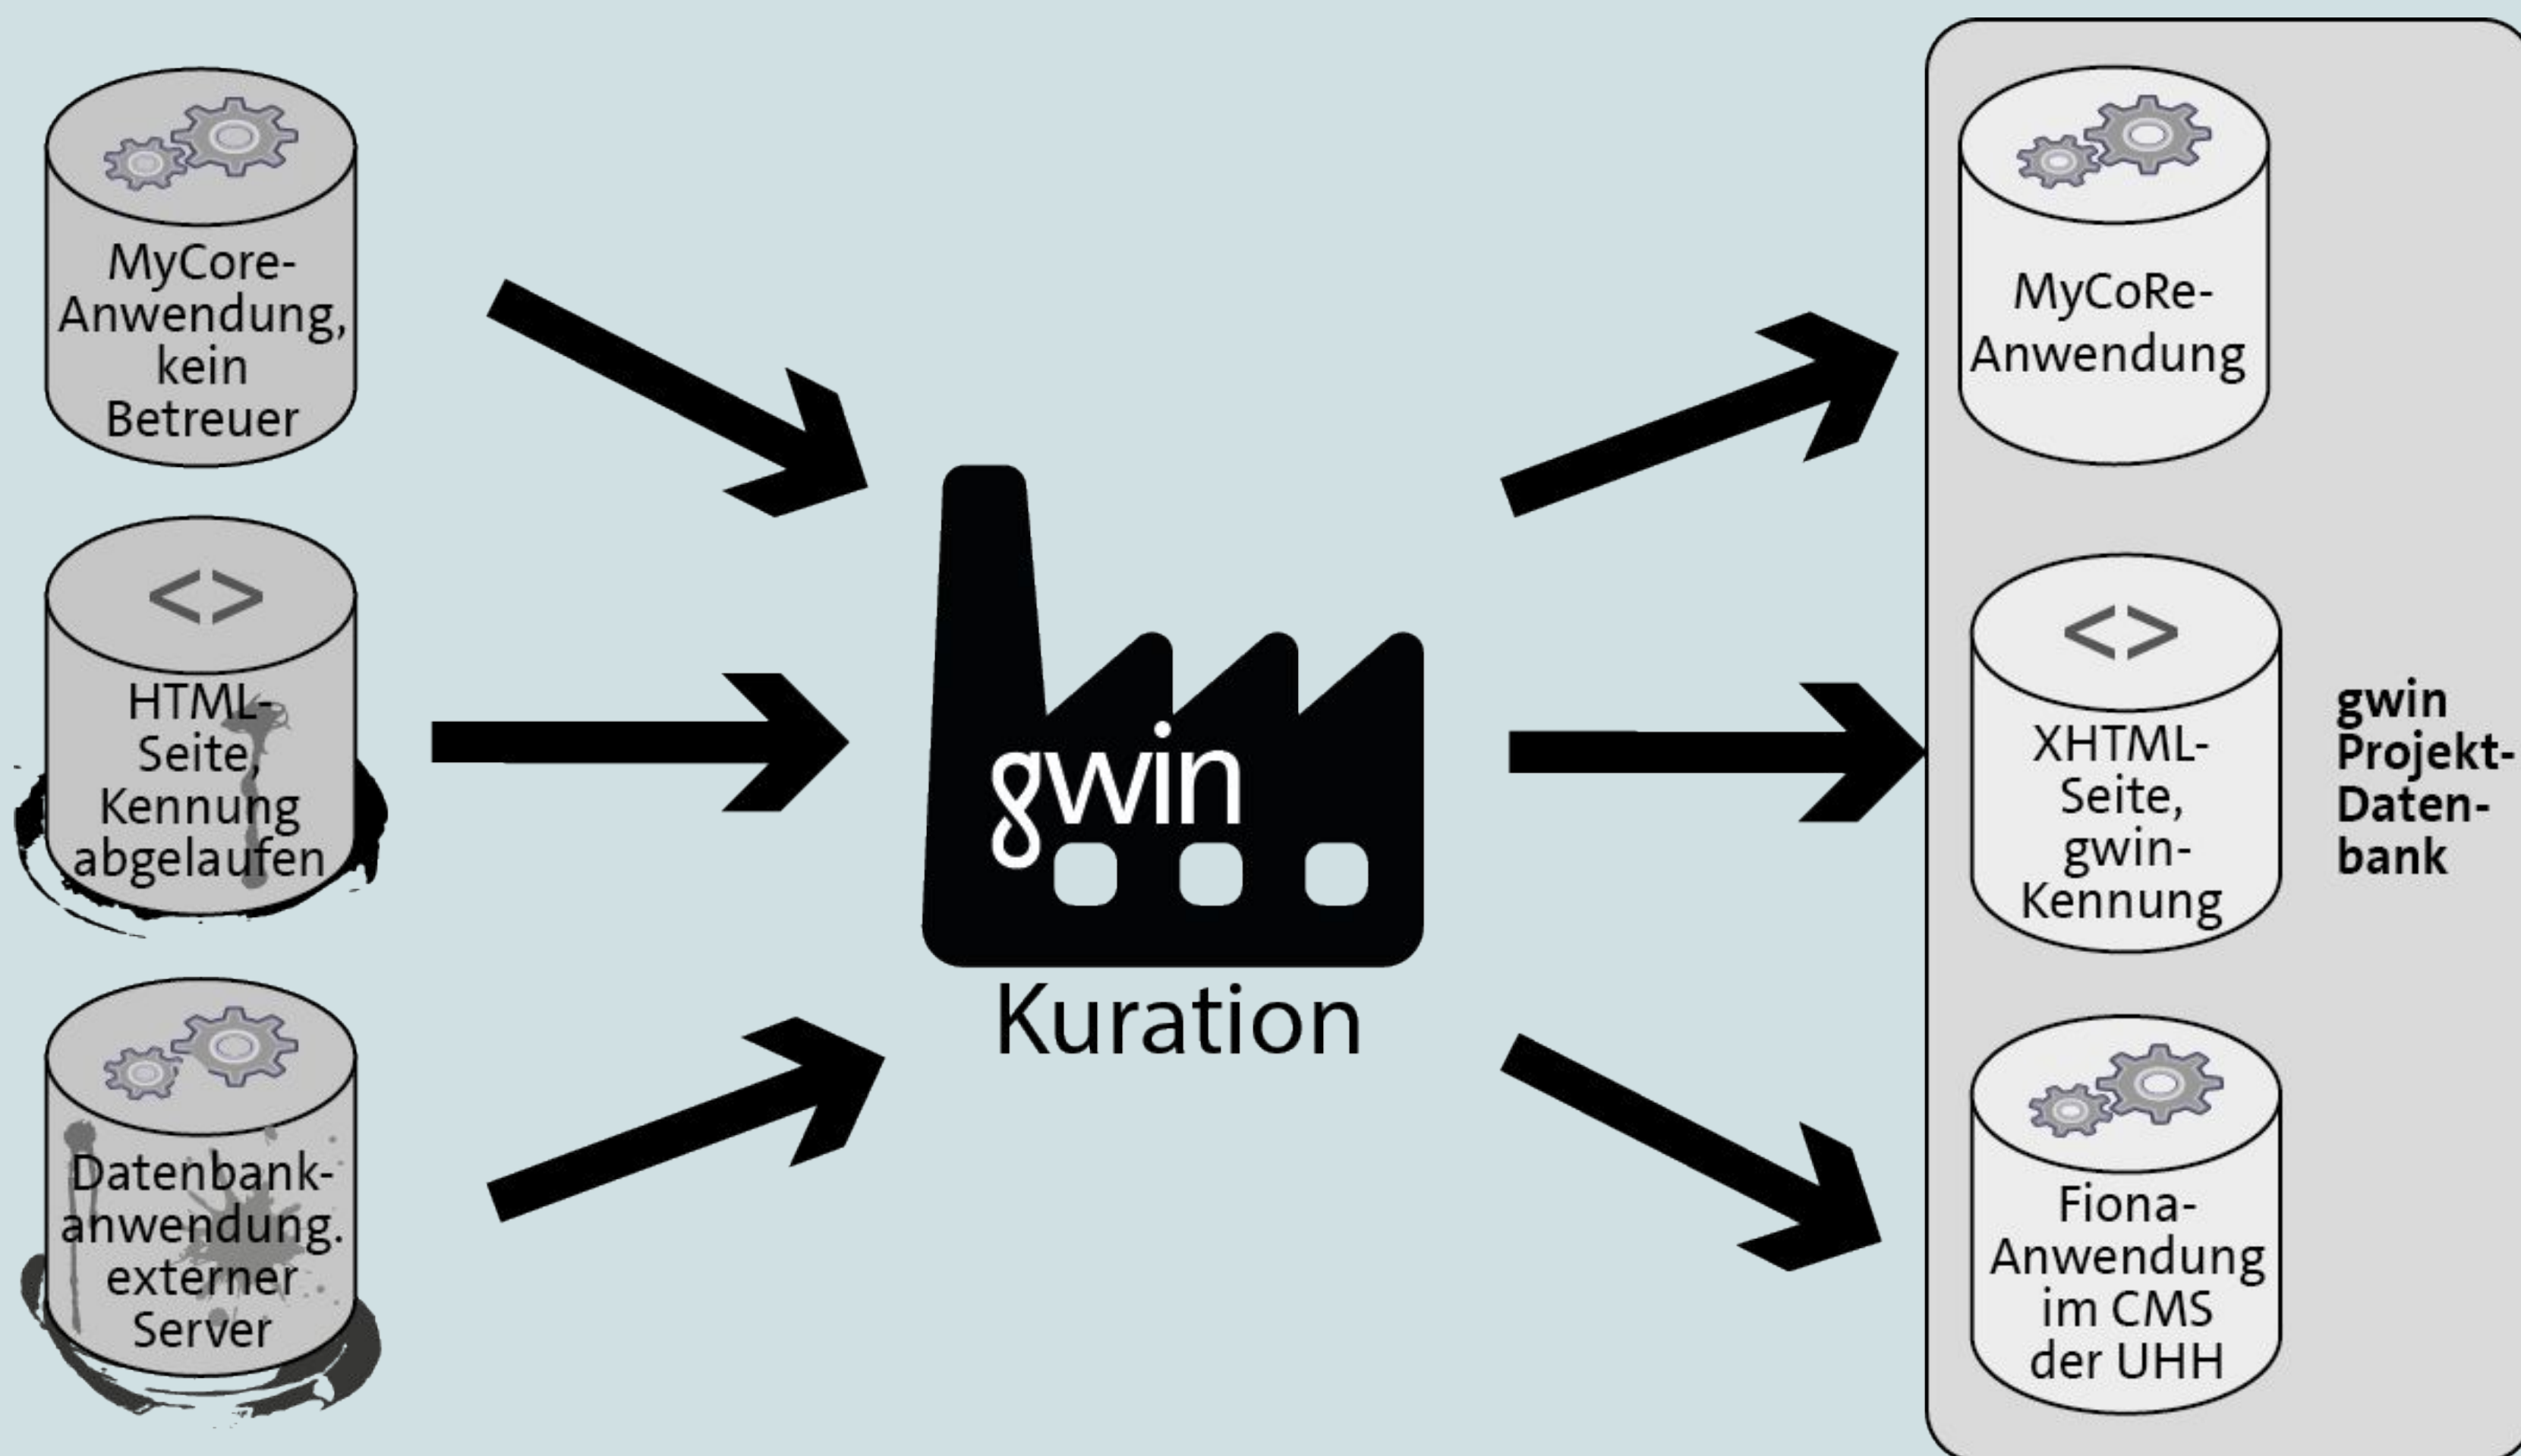 MyCore-
Anwendung,
kein
Betreuer
HTML-
Seite,
Kennung
abgelaufen
Datenbank-
anwendung.
externer
Server
<>
<>
gwin
Kuration
MyCoRe-
Anwendung
XHTML-
Seite,
gwin-
Kennung
Fiona-
Anwendung
im CMS
der UHH
gwin
Projekt-
Daten-
bank